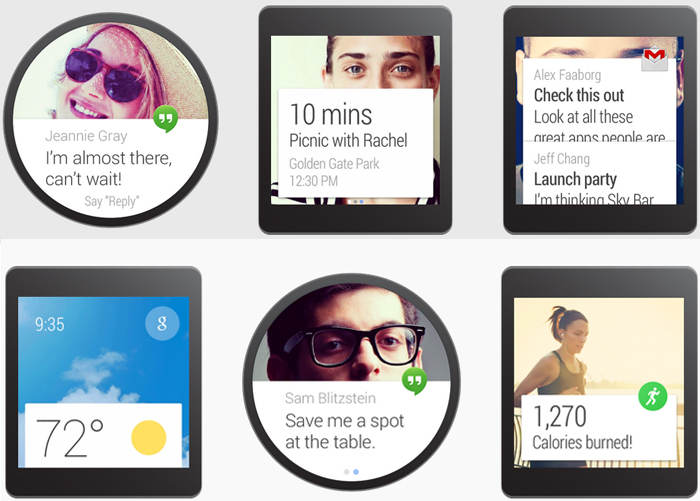 Jeannie Gray
I'm almost there,
can't wait!
Say "Reply"
10 mins
Picnic with Rachel
Golden Gate Park
12:30 PM
Alex Faaborg
Check this out
Look at all these
great apps people are
Jeff Chang
Launch party
I'm thinking Sky Bar
9:35
g
72°
Sam Blitzstein
Save me a spot
at the table.
1,270
Calories burned!